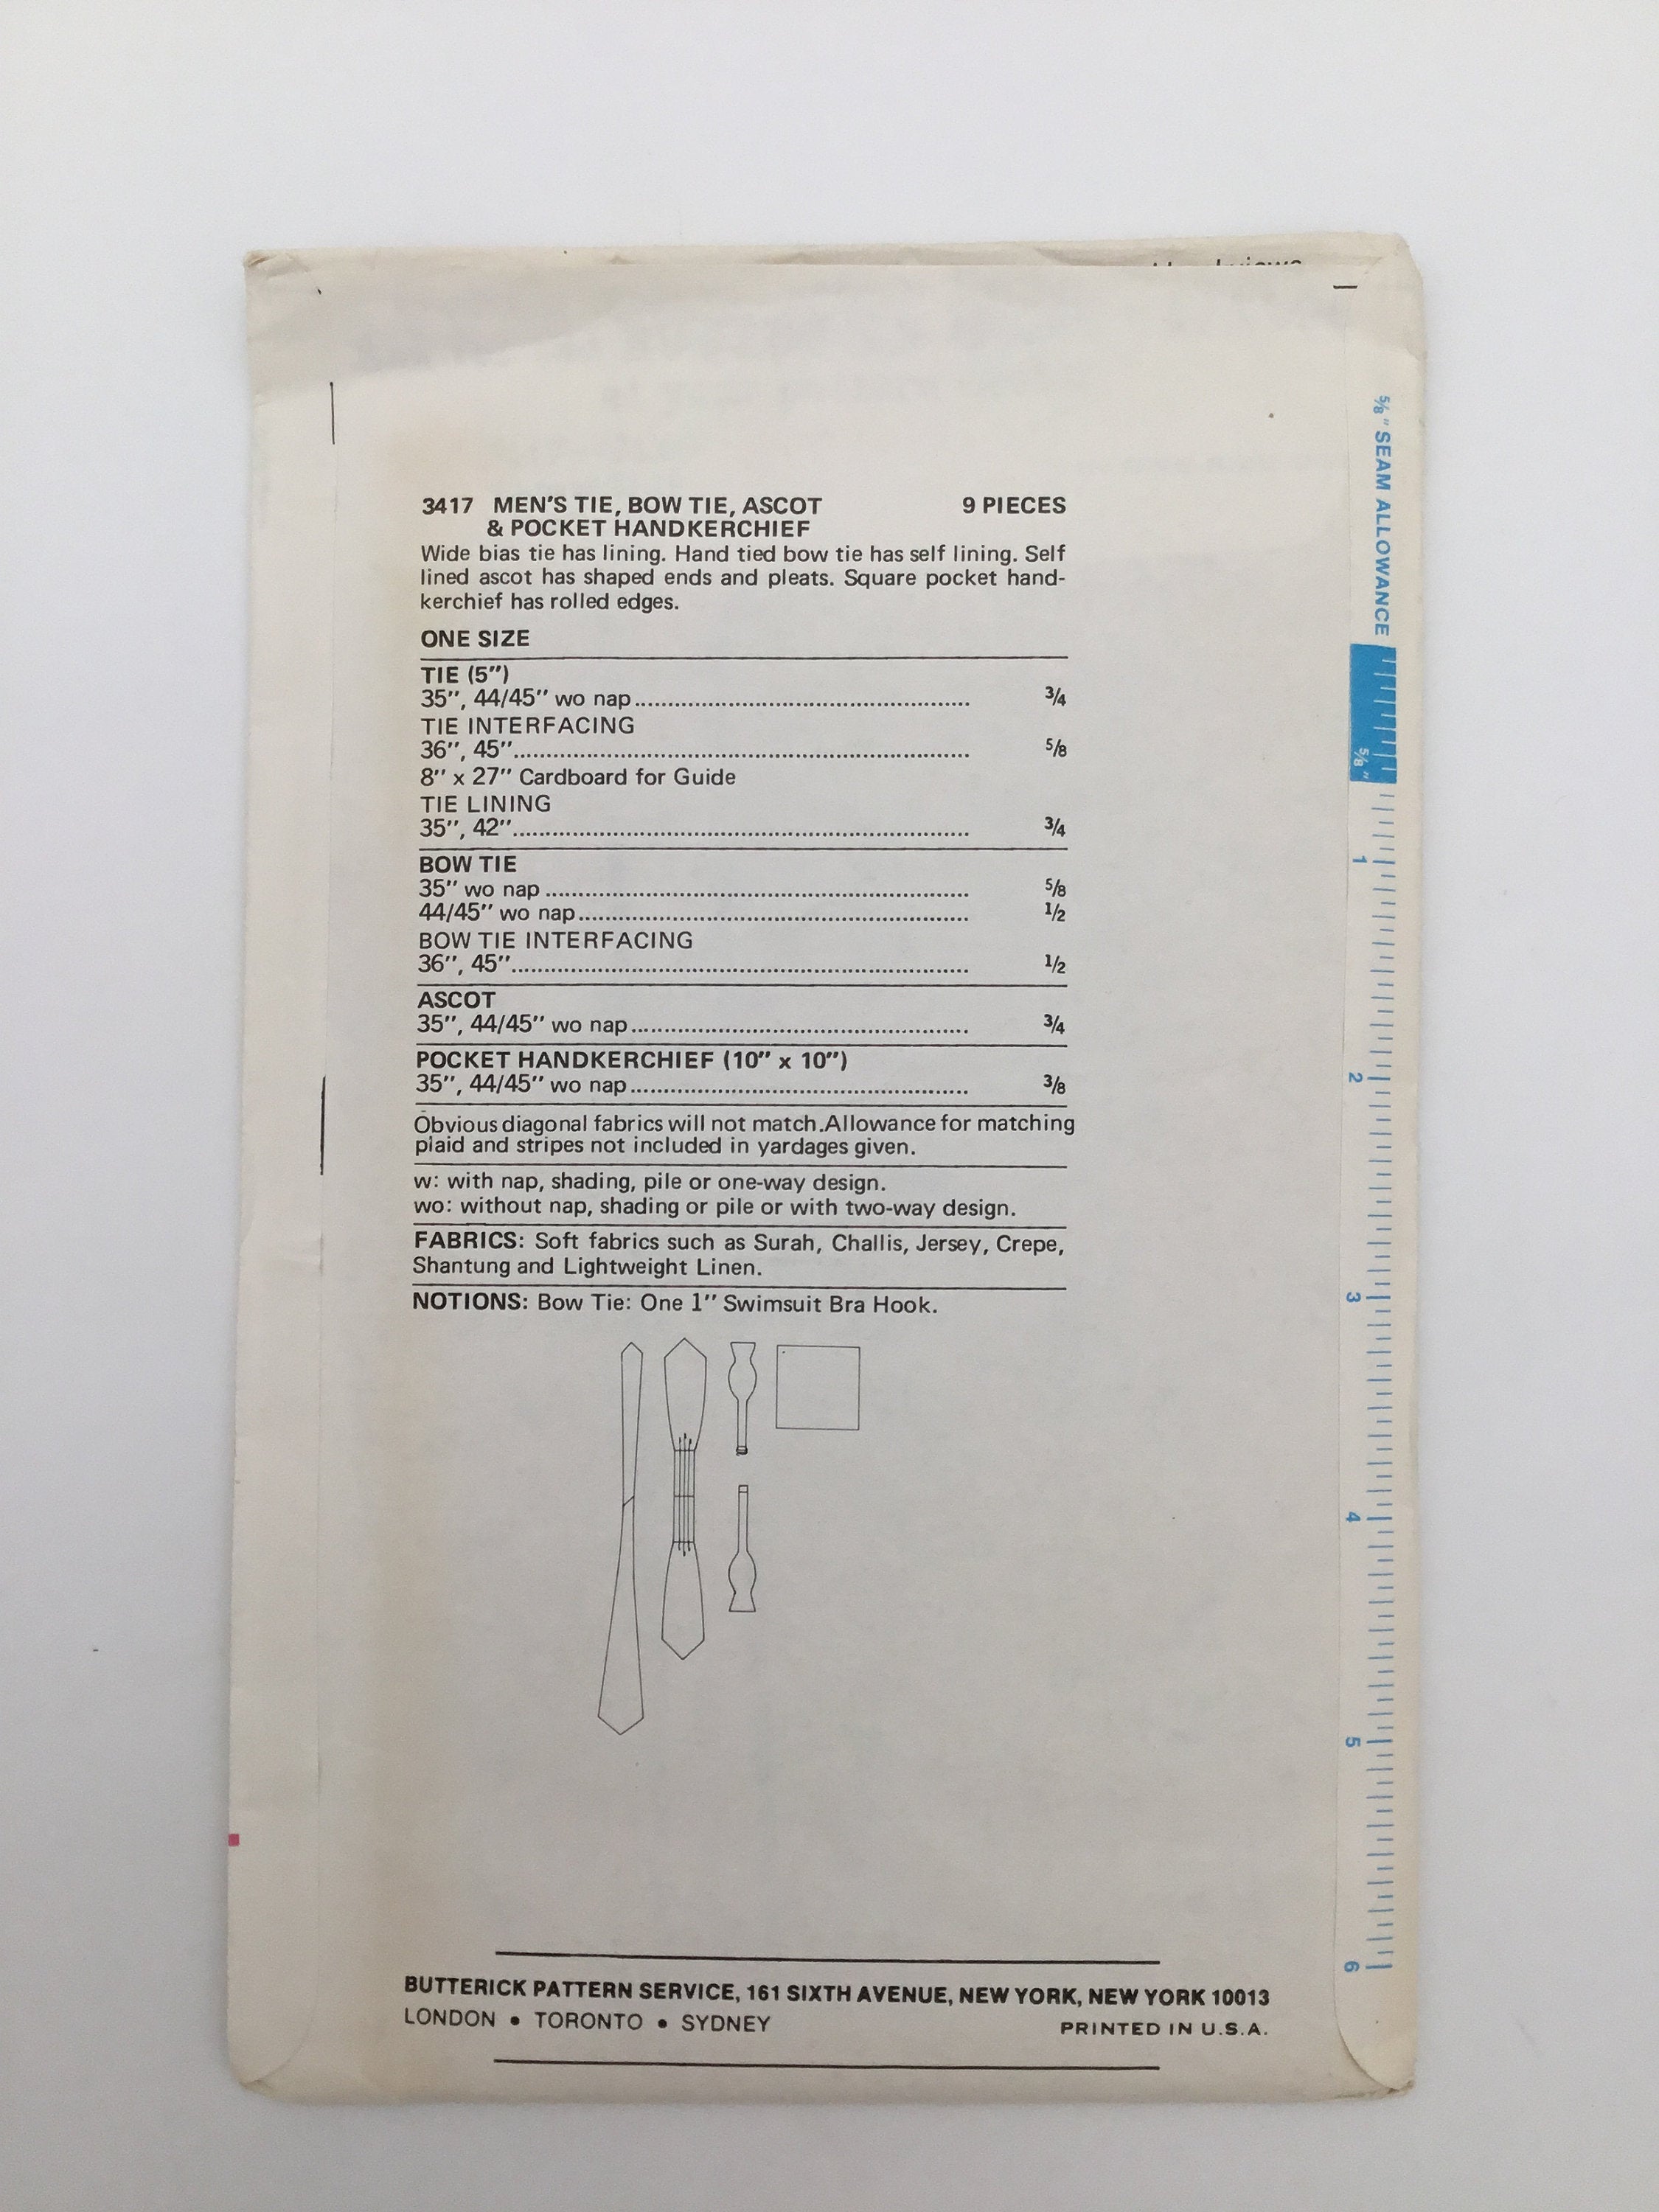 3417 MEN'S TIE, BOW TIE, ASCOT 9 PIECES
& POCKET HANDKERCHIEF
Wide bias tie has lining. Hand tied bow tie has self lining. Self
lined ascot has shaped ends and pleats. Square pocket hand-
kerchief has rolled edges.
ONE SIZE
TIE (5")
35", 44/45" wo nap 3/4
TIE INTERFACING
36", 45" 5/8
8" x 27" Cardboard for Guide
TIE LINING
35", 42" 3/4
BOW TIE
35" wo nap 5/8
44/45" wo nap 1/2
BOW TIE INTERFACING
36", 45" 1/2
ASCOT
35", 44/45" wo nap 3/4
POCKET HANDKERCHIEF (10" x 10")
35", 44/45" wo nap 3/8
Obvious diagonal fabrics will not match. Allowance for matching
plaid and stripes not included in yardages given.
w: with nap, shading, pile or one-way design.
wo: without nap, shading or pile or with two-way design.
FABRICS: Soft fabrics such as Surah, Challis, Jersey, Crepe,
Shantung and Lightweight Linen.
NOTIONS: Bow Tie: One 1" Swimsuit Bra Hook.
BUTTERICK PATTERN SERVICE, 161 SIXTH AVENUE, NEW YORK, NEW YORK 10013
LONDON • TORONTO • SYDNEY PRINTED IN U.S.A.
5/8" SEAM ALLOWANCE
5/8"
1
2
3
4
5
6